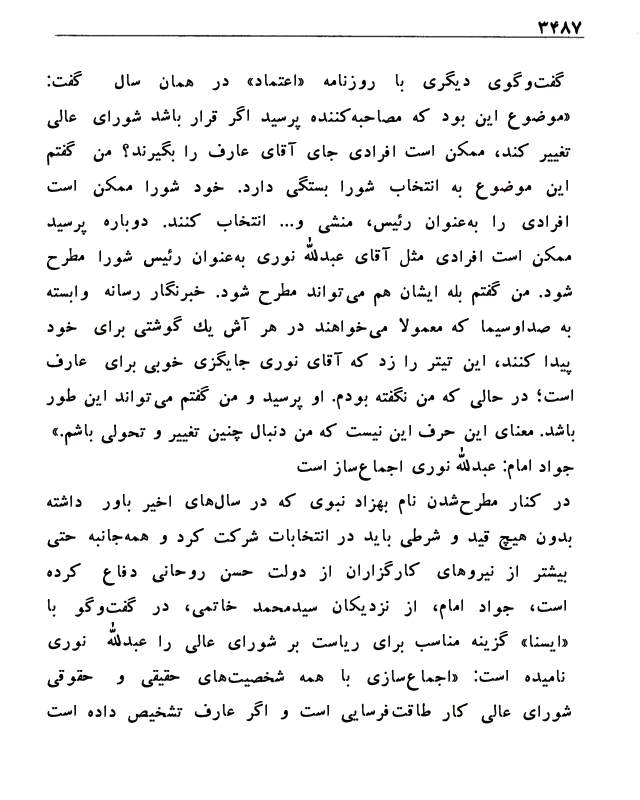 ۳۴۸۷
گفت‌وگوی دیگری با روزنامه «اعتماد» در همان سال گفت:
«موضوع این بود که مصاحبه‌کننده پرسید اگر قرار باشد شورای عالی
تغییر کند، ممکن است افرادی جای آقای عارف را بگیرند؟ من گفتم
این موضوع به انتخاب شورا بستگی دارد. خود شورا ممکن است
افرادی را به‌عنوان رئیس، منشی و... انتخاب کنند. دوباره پرسید
ممکن است افرادی مثل آقای عبدالله نوری به‌عنوان رئیس شورا مطرح
شود. من گفتم بله ایشان هم می‌تواند مطرح شود. خبرنگار رسانه وابسته
به صداوسیما که معمولا می‌خواهند در هر آش یك گوشتی برای خود
پیدا کنند، این تیتر را زد که آقای نوری جایگزی خوبی برای عارف
است؛ در حالی که من نگفته بودم. او پرسید و من گفتم می‌تواند این طور
باشد. معنای این حرف این نیست که من دنبال چنین تغییر و تحولی باشم.»
جواد امام: عبدالله نوری اجماع‌ساز است
در کنار مطرح‌شدن نام بهزاد نبوی که در سال‌های اخیر باور داشته
بدون هیچ قید و شرطی باید در انتخابات شرکت کرد و همه‌جانبه حتی
بیشتر از نیروهای کارگزاران از دولت حسن روحانی دفاع کرده
است، جواد امام، از نزدیکان سیدمحمد خاتمی، در گفت‌وگو با
«ایسنا» گزینه مناسب برای ریاست بر شورای عالی را عبدالله نوری
نامیده است: «اجماع‌سازی با همه شخصیت‌های حقیقی و حقوقی
شورای عالی کار طاقت‌فرسایی است و اگر عارف تشخیص داده است